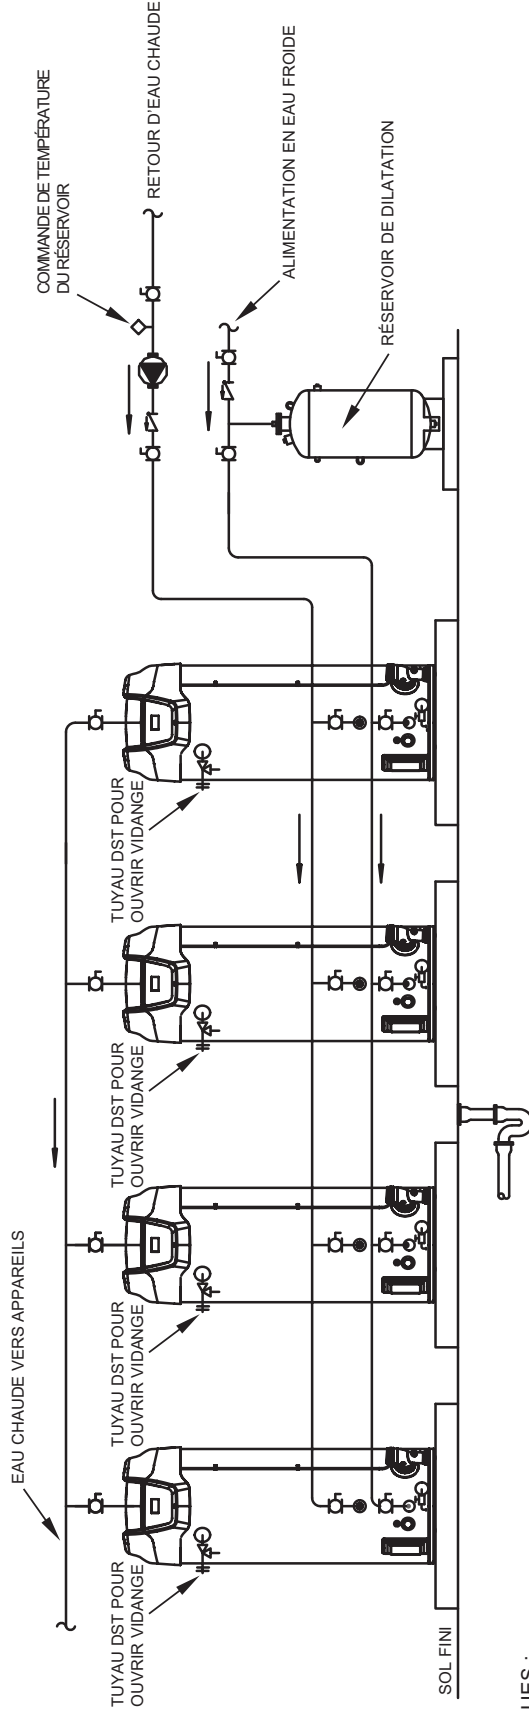 EAU CHAUDE VERS APPAREILS
TUYAU DST POUR
OUVRIR VIDANGE
TUYAU DST POUR
OUVRIR VIDANGE
TUYAU DST POUR
OUVRIR VIDANGE
TUYAU DST POUR
OUVRIR VIDANGE
COMMANDE DE TEMPÉRATURE
DU RÉSERVOIR
RETOUR D'EAU CHAUDE
ALIMENTATION EN EAU FROIDE
RÉSERVOIR DE DILATATION
SOL FINI